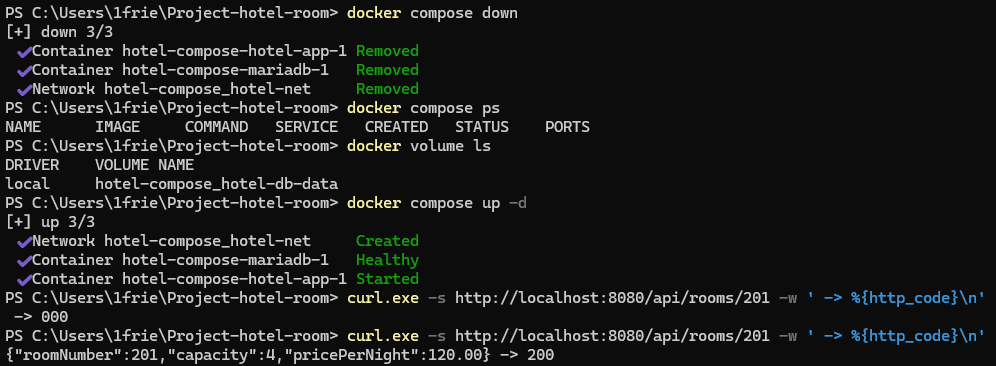 PS C:\Users\1frie\Project-hotel-room> docker compose down
[+] down 3/3
 ✔Container hotel-compose-hotel-app-1 Removed
 ✔Container hotel-compose-mariadb-1   Removed
 ✔Network hotel-compose_hotel-net     Removed
PS C:\Users\1frie\Project-hotel-room> docker compose ps
NAME      IMAGE     COMMAND   SERVICE   CREATED   STATUS    PORTS
PS C:\Users\1frie\Project-hotel-room> docker volume ls
DRIVER    VOLUME NAME
local     hotel-compose_hotel-db-data
PS C:\Users\1frie\Project-hotel-room> docker compose up -d
[+] up 3/3
 ✔Network hotel-compose_hotel-net     Created
 ✔Container hotel-compose-mariadb-1   Healthy
 ✔Container hotel-compose-hotel-app-1 Started
PS C:\Users\1frie\Project-hotel-room> curl.exe -s http://localhost:8080/api/rooms/201 -w ' -> %{http_code}\n'
 -> 000
PS C:\Users\1frie\Project-hotel-room> curl.exe -s http://localhost:8080/api/rooms/201 -w ' -> %{http_code}\n'
{"roomNumber":201,"capacity":4,"pricePerNight":120.00} -> 200